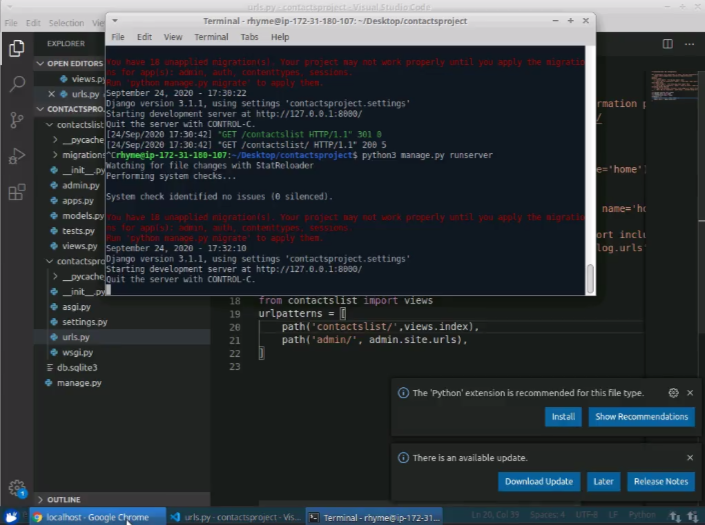 urls.py - contactsproject - Visual Studio Code
File Edit Selection View
Terminal - rhyme@ip-172-31-180-107: ~/Desktop/contactsproject
File Edit View Terminal Tabs Help
You have 18 unapplied migration(s). Your project may not work properly until you apply the migratio
ns for app(s): admin, auth, contenttypes, sessions.
Run 'python manage.py migrate' to apply them.
September 24, 2020 - 17:30:22
Django version 3.1.1, using settings 'contactsproject.settings'
Starting development server at http://127.0.0.1:8000/
Quit the server with CONTROL-C.
[24/Sep/2020 17:30:42] "GET /contactslist HTTP/1.1" 301 0
[24/Sep/2020 17:30:42] "GET /contactslist/ HTTP/1.1" 200 5
^Crhyme@ip-172-31-180-107:~/Desktop/contactsproject$ python3 manage.py runserver
Watching for file changes with StatReloader
Performing system checks...
System check identified no issues (0 silenced).
You have 18 unapplied migration(s). Your project may not work properly until you apply the migratio
ns for app(s): admin, auth, contenttypes, sessions.
Run 'python manage.py migrate' to apply them.
September 24, 2020 - 17:32:10
Django version 3.1.1, using settings 'contactsproject.settings'
Starting development server at http://127.0.0.1:8000/
Quit the server with CONTROL-C.
EXPLORER
OPEN EDITORS
views.py
urls.py
CONTACTSPRO
contactslist
__pycache
migrations
__init__.py
admin.py
apps.py
models.py
tests.py
views.py
contactspro
__pycache
__init__.py
asgi.py
settings.py
urls.py
wsgi.py
db.sqlite3
manage.py
OUTLINE
ormation p
e='home'
name='ho
ort inclu
log.urls'
18 from contactslist import views
19 urlpatterns = [
20 path('contactslist/',views.index),
21 path('admin/', admin.site.urls),
22 ]
23
The 'Python' extension is recommended for this file type.
Install Show Recommendations
There is an available update.
Download Update Later Release Notes
1
Ln 20, Col 39 Spaces: 4 UTF-8 LF Python
localhost - Google Chrome
urls.py - contactsproject - Vis...
Terminal - rhyme@ip-172-31...